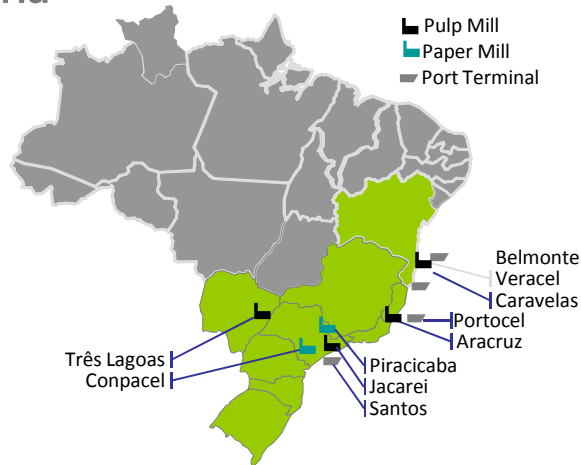 Pulp Mill
Paper Mill
Port Terminal
Belmonte
Veracel
Caravelas
Portocel
Aracruz
Três Lagoas
Conpacel
Piracicaba
Jacarei
Santos